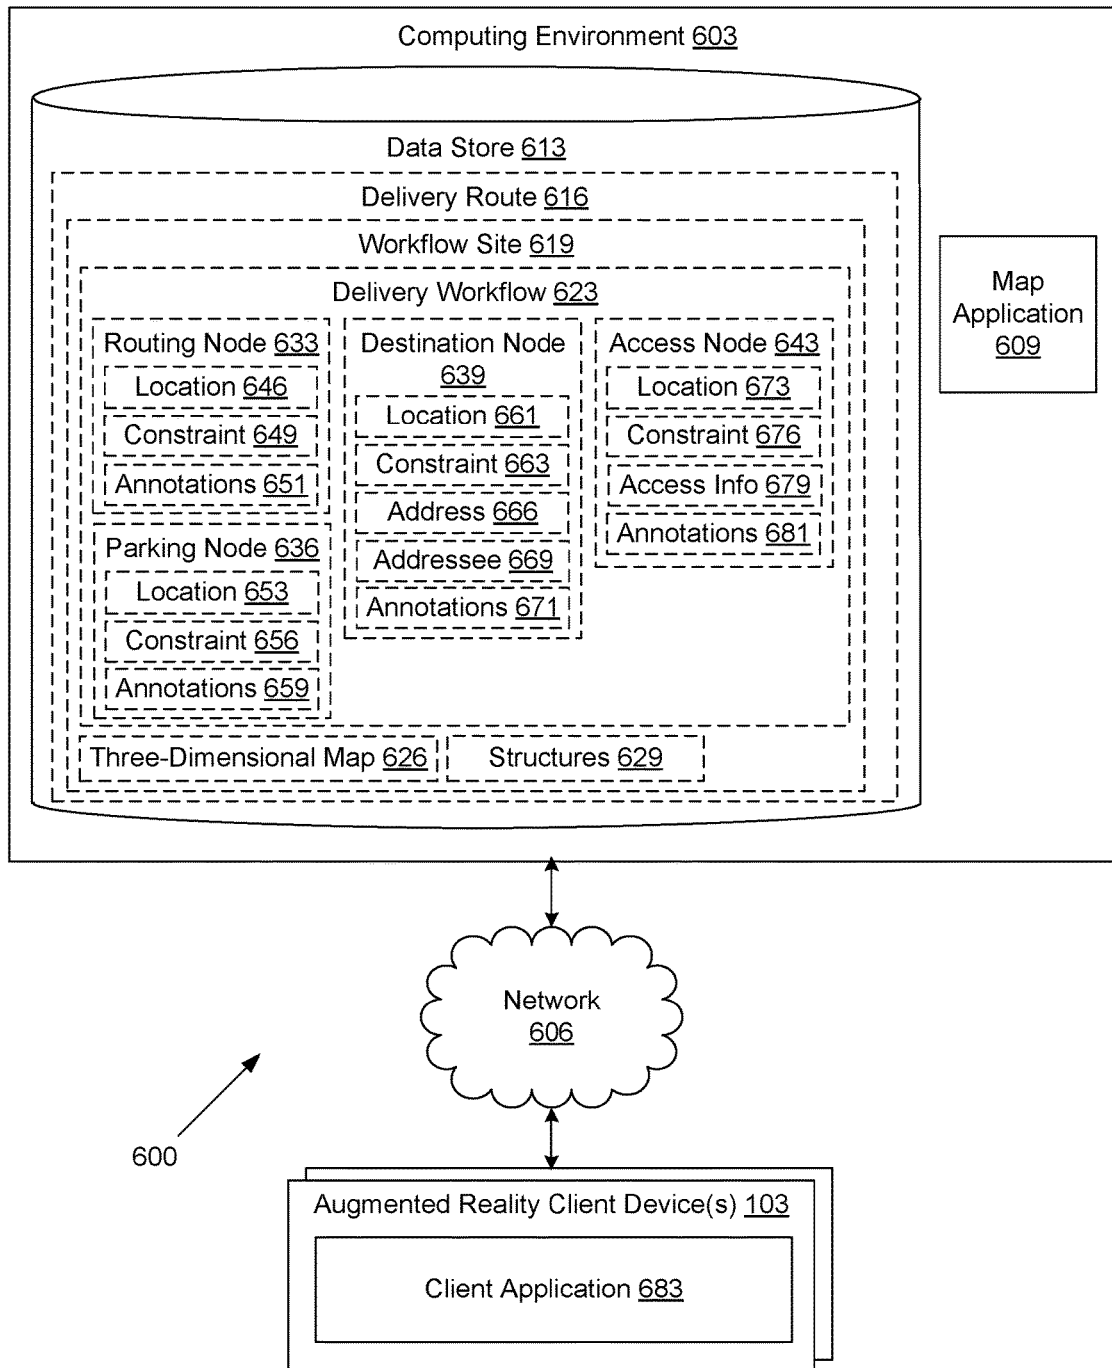 Computing Environment 603
Data Store 613
Delivery Route 616
Workflow Site 619
Delivery Workflow 623
Routing Node 633
Location 646
Constraint 649
Annotations 651
Parking Node 636
Location 653
Constraint 656
Annotations 659
Destination Node
639
Location 661
Constraint 663
Address 666
Addressee 669
Annotations 671
Access Node 643
Location 673
Constraint 676
Access Info 679
Annotations 681
Three-Dimensional Map 626
Structures 629
Map
Application
609
Network
606
600
Augmented Reality Client Device(s) 103
Client Application 683